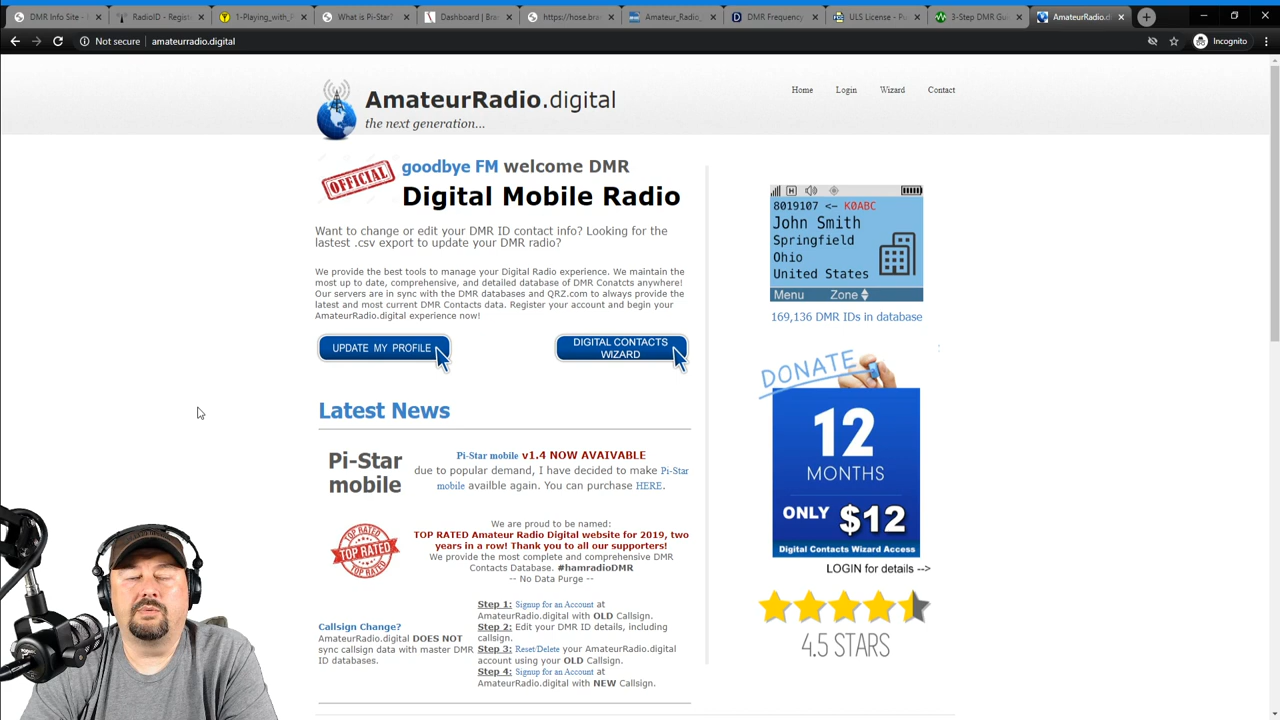 DMR Info Site -
RadioID - Regist
1-Playing_with_P
What is Pi-Star?
Dashboard | Bra
https://hose.bra
Amateur_Radio_
DMR Frequency
ULS License - Pu
3-Step DMR Gu
AmateurRadio.d
Not secure | amateurradio.digital
Incognito
AmateurRadio.digital
the next generation...
Home Login Wizard Contact
OFFICIAL
goodbye FM welcome DMR
Digital Mobile Radio
Want to change or edit your DMR ID contact info? Looking for the
lastest .csv export to update your DMR radio?
We provide the best tools to manage your Digital Radio experience. We maintain the
most up to date, comprehensive, and detailed database of DMR Conatcts anywhere!
Our servers are in sync with the DMR databases and QRZ.com to always provide the
latest and most current DMR Contacts data. Register your account and begin your
AmateurRadio.digital experience now!
UPDATE MY PROFILE
DIGITAL CONTACTS
WIZARD
Latest News
Pi-Star
mobile
Pi-Star mobile v1.4 NOW AVAIVABLE
due to popular demand, I have decided to make Pi-Star
mobile availble again. You can purchase HERE.
TOP RATED
We are proud to be named:
TOP RATED Amateur Radio Digital website for 2019, two
years in a row! Thank you to all our supporters!
We provide the most complete and comprehensive DMR
Contacts Database. #hamradioDMR
-- No Data Purge --
Callsign Change?
AmateurRadio.digital DOES NOT
sync callsign data with master DMR
ID databases.
Step 1: Signup for an Account at
AmateurRadio.digital with OLD Callsign.
Step 2: Edit your DMR ID details, including
callsign.
Step 3: Reset/Delete your AmateurRadio.digital
account using your OLD Callsign.
Step 4: Signup for an Account at
AmateurRadio.digital with NEW Callsign.
H
8019107 <- K0ABC
John Smith
Springfield
Ohio
United States
Menu Zone
169,136 DMR IDs in database
DONATE
12
MONTHS
ONLY $12
Digital Contacts Wizard Access
LOGIN for details -->
4.5 STARS